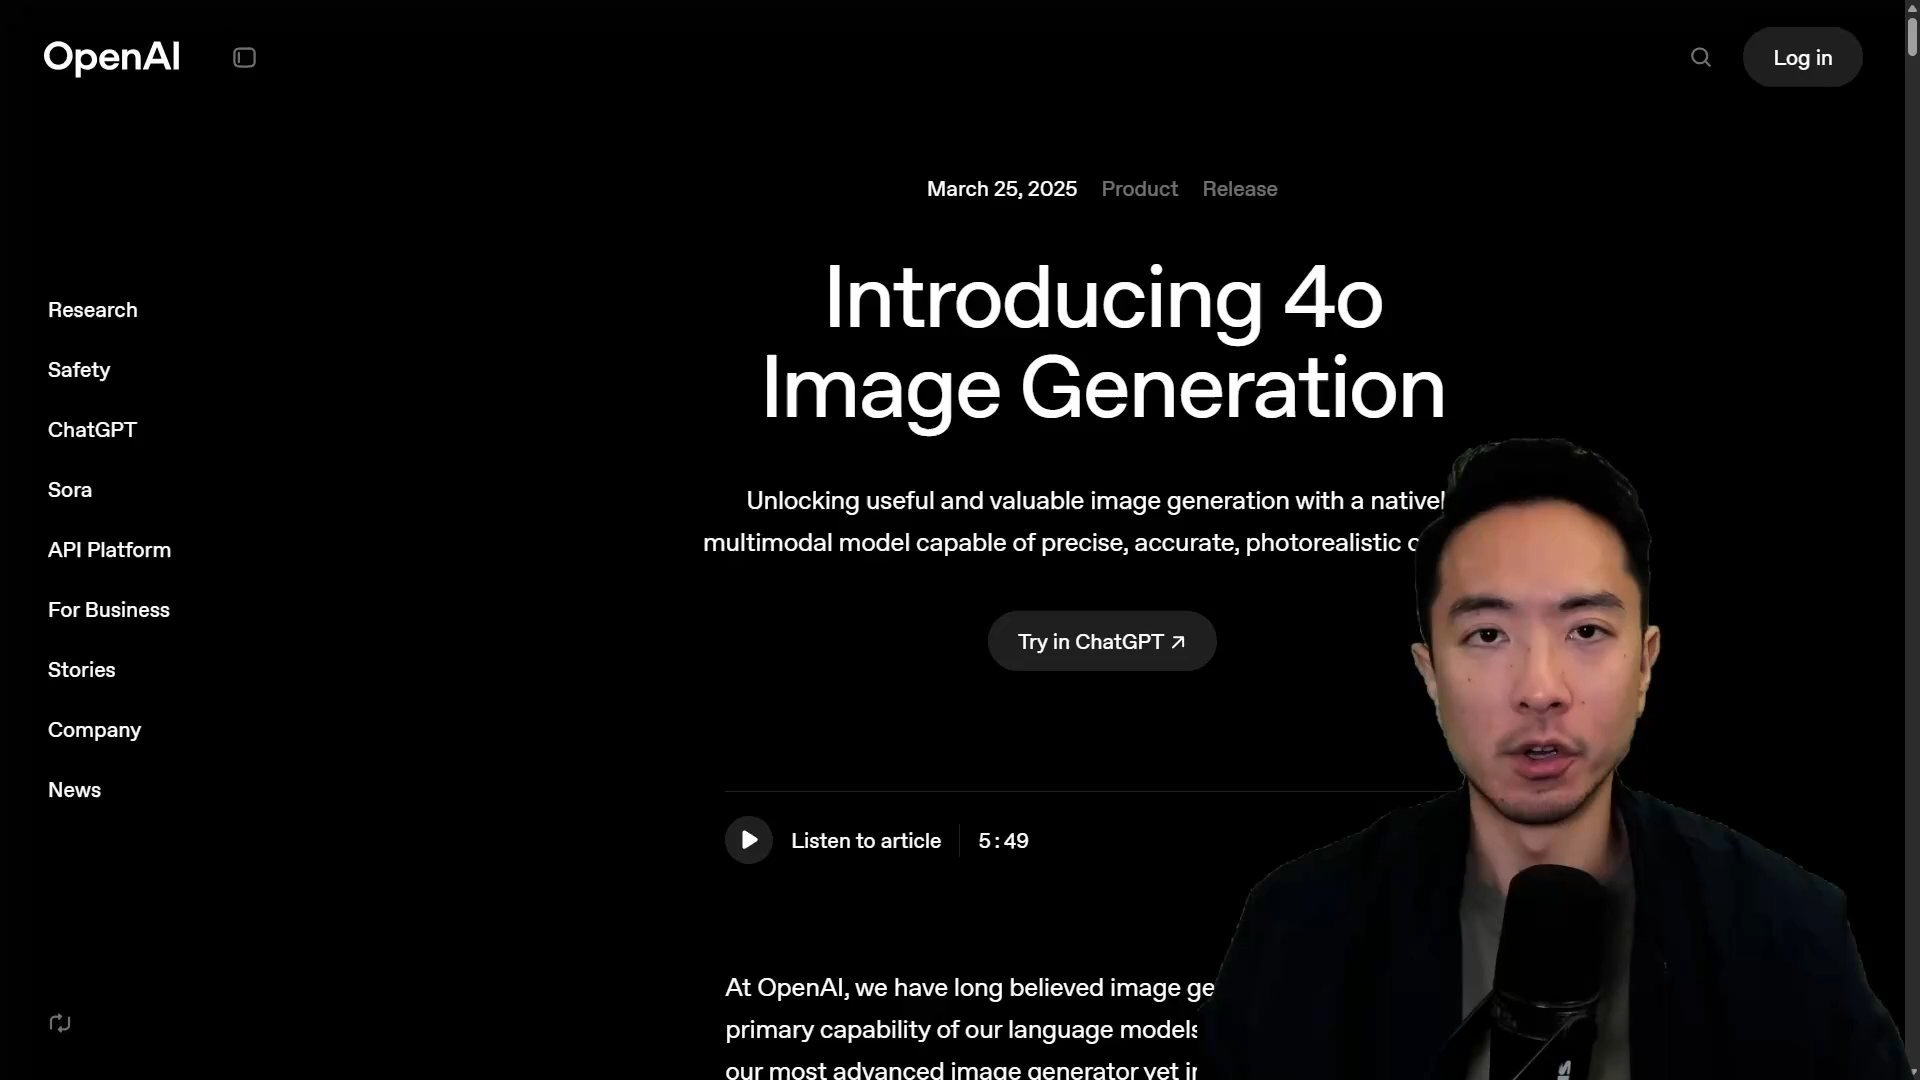 OpenAI
Log in
March 25, 2025 Product Release
Introducing 4o
Image Generation
Unlocking useful and valuable image generation with a
multimodal model capable of precise, accurate, photorealistic
Try in ChatGPT ↗
Research
Safety
ChatGPT
Sora
API Platform
For Business
Stories
Company
News
Listen to article 5:49
At OpenAI, we have long believed image
primary capability of our language models
our most advanced image generator yet